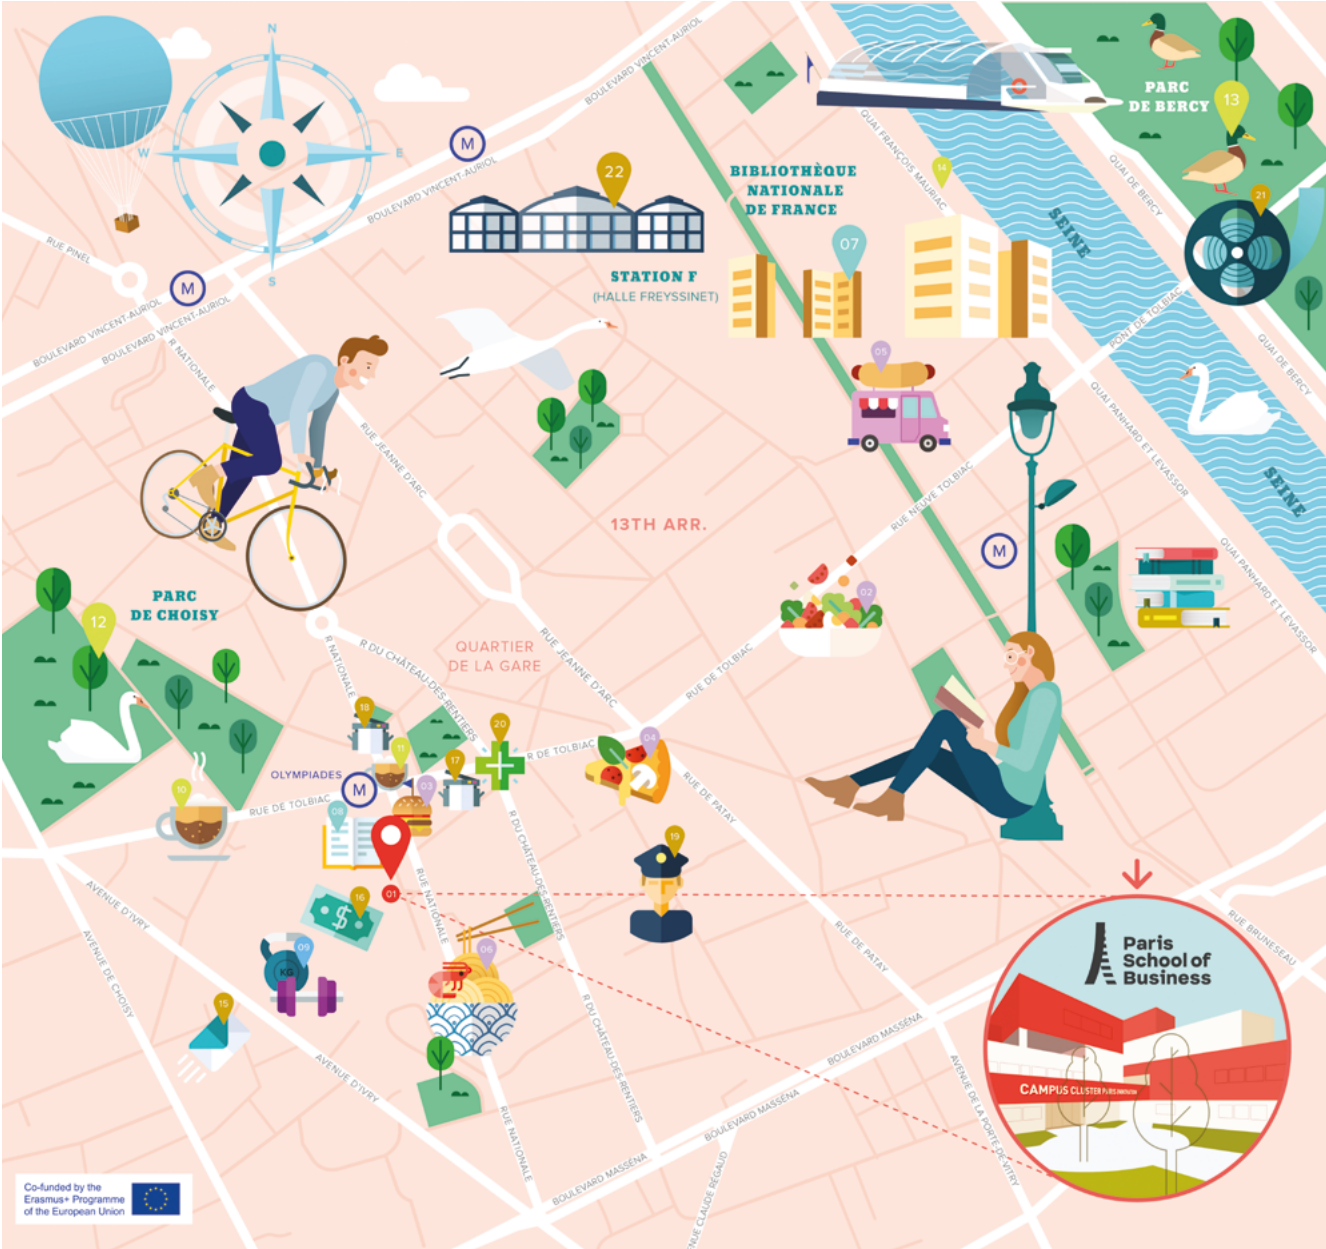 N
BOULEVARD VINCENT-AURIOL
M
W
E
BOULEVARD VINCENT-AURIOL
S
RUE PINEL
M
BOULEVARD VINCENT-AURIOL
BOULEVARD VINCENT-AURIOL
R NATIONALE
22
STATION F
(HALLE FREYSSINET)
BIBLIOTHÈQUE
NATIONALE
DE FRANCE
07
QUAI FRANÇOIS MAURIAC
14
PARC
DE BERCY
13
QUAI DE BERCY
21
SEINE
PONT DE TOLBIAC
QUAI DE BERCY
05
QUAI PANHARD ET LEVASSOR
SEINE
RUE JEANNE D'ARC
13TH ARR.
RUE NEUVE TOLBIAC
M
QUAI PANHARD ET LEVASSOR
PARC
DE CHOISY
12
02
R NATIONALE
R DU CHÂTEAU-DES-RENTIERS
QUARTIER
DE LA GARE
RUE JEANNE D'ARC
RUE DE TOLBIAC
18
20
04
R DE TOLBIAC
11
17
OLYMPIADES
M
03
10
RUE DE TOLBIAC
08
RUE DE PATAY
R DU CHÂTEAU-DES-RENTIERS
19
01
16
AVENUE D'IVRY
RUE NATIONALE
AVENUE DE CHOISY
09
KG
06
15
RUE DE PATAY
RUE BRUNESEAU
Paris
School of
Business
CAMPUS CLUSTER PARIS INNOVATION
R DU CHÂTEAU-DES-RENTIERS
BOULEVARD MASSÉNA
AVENUE D'IVRY
AVENUE DE LA PORTE-DE-VITRY
BOULEVARD MASSÉNA
RUE NATIONALE
BOULEVARD MASSÉNA
NUE CLAUDE REGAUD
Co-funded by the
Erasmus+ Programme
of the European Union